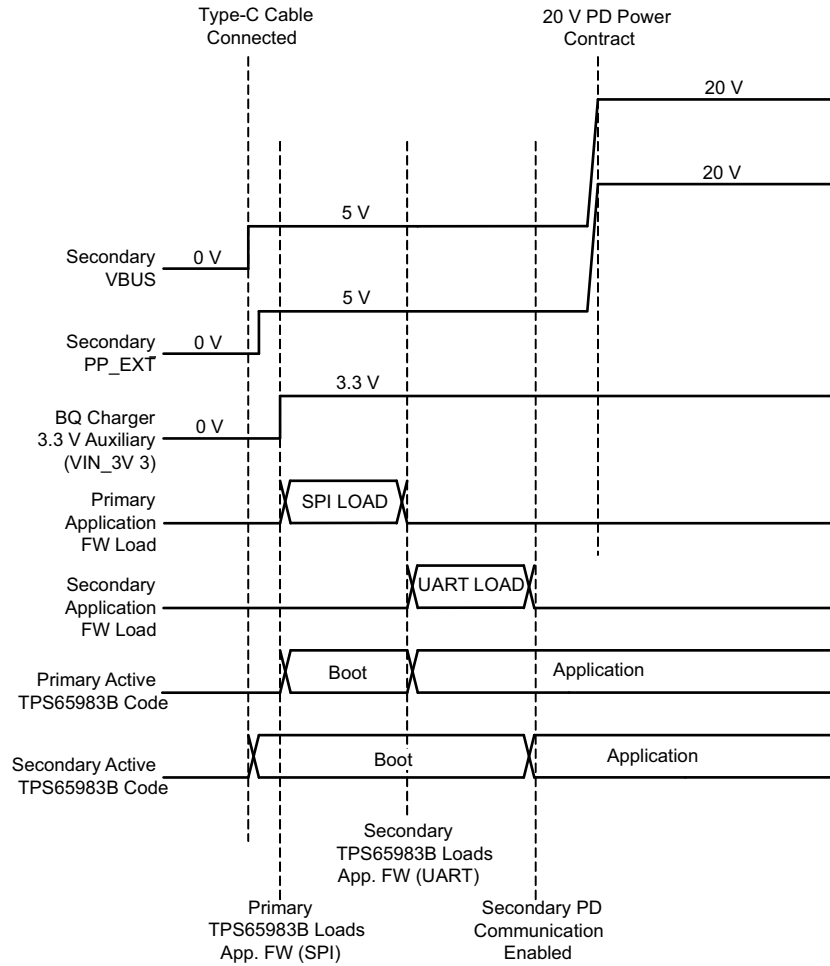 Type-C Cable
Connected
20 V PD Power
Contract
20 V
20 V
5 V
Secondary
VBUS
0 V
5 V
Secondary
PP_EXT
0 V
3.3 V
BQ Charger
3.3 V Auxiliary
(VIN_3V 3)
0 V
Primary
Application
FW Load
SPI LOAD
Secondary
Application
FW Load
UART LOAD
Primary Active
TPS65983B Code
Boot
Application
Secondary Active
TPS65983B Code
Boot
Application
Secondary
TPS65983B Loads
App. FW (UART)
Primary
TPS65983B Loads
App. FW (SPI)
Secondary PD
Communication
Enabled